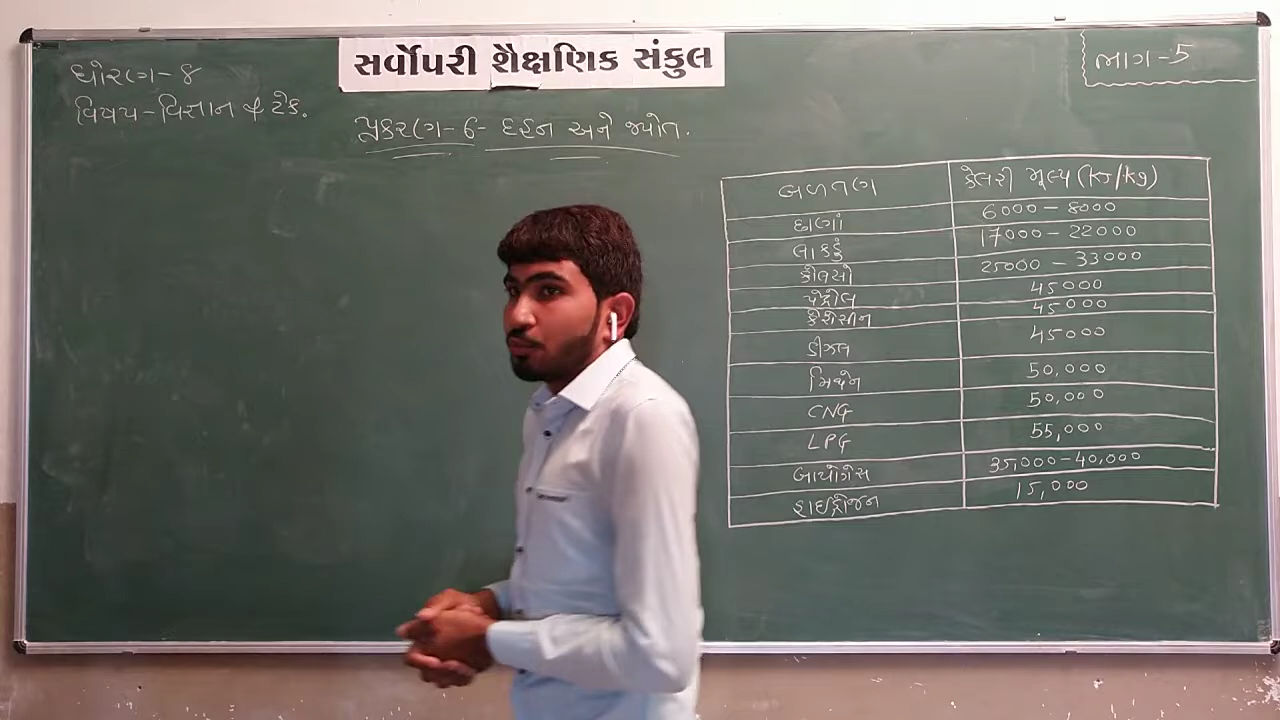 સર્વોપરી શૈક્ષણિક સંકુલ
ધોરણ-8
વિષય-વિજ્ઞાન & ટેક.
ભાગ-5
પ્રકરણ-6- દહન અને જ્યોત.
બળતણ કેલરી મૂલ્ય (KJ/Kg)
છાણાં 6000-8000
લાકડું 17000-22000
કોલસો 25000-33000
પેટ્રોલ 45000
કેરોસીન 45000
ડીઝલ 45000
મિથેન 50,000
CNG 50,000
LPG 55,000
બાયોગેસ 35,000-40,000
હાઈડ્રોજન 15,000